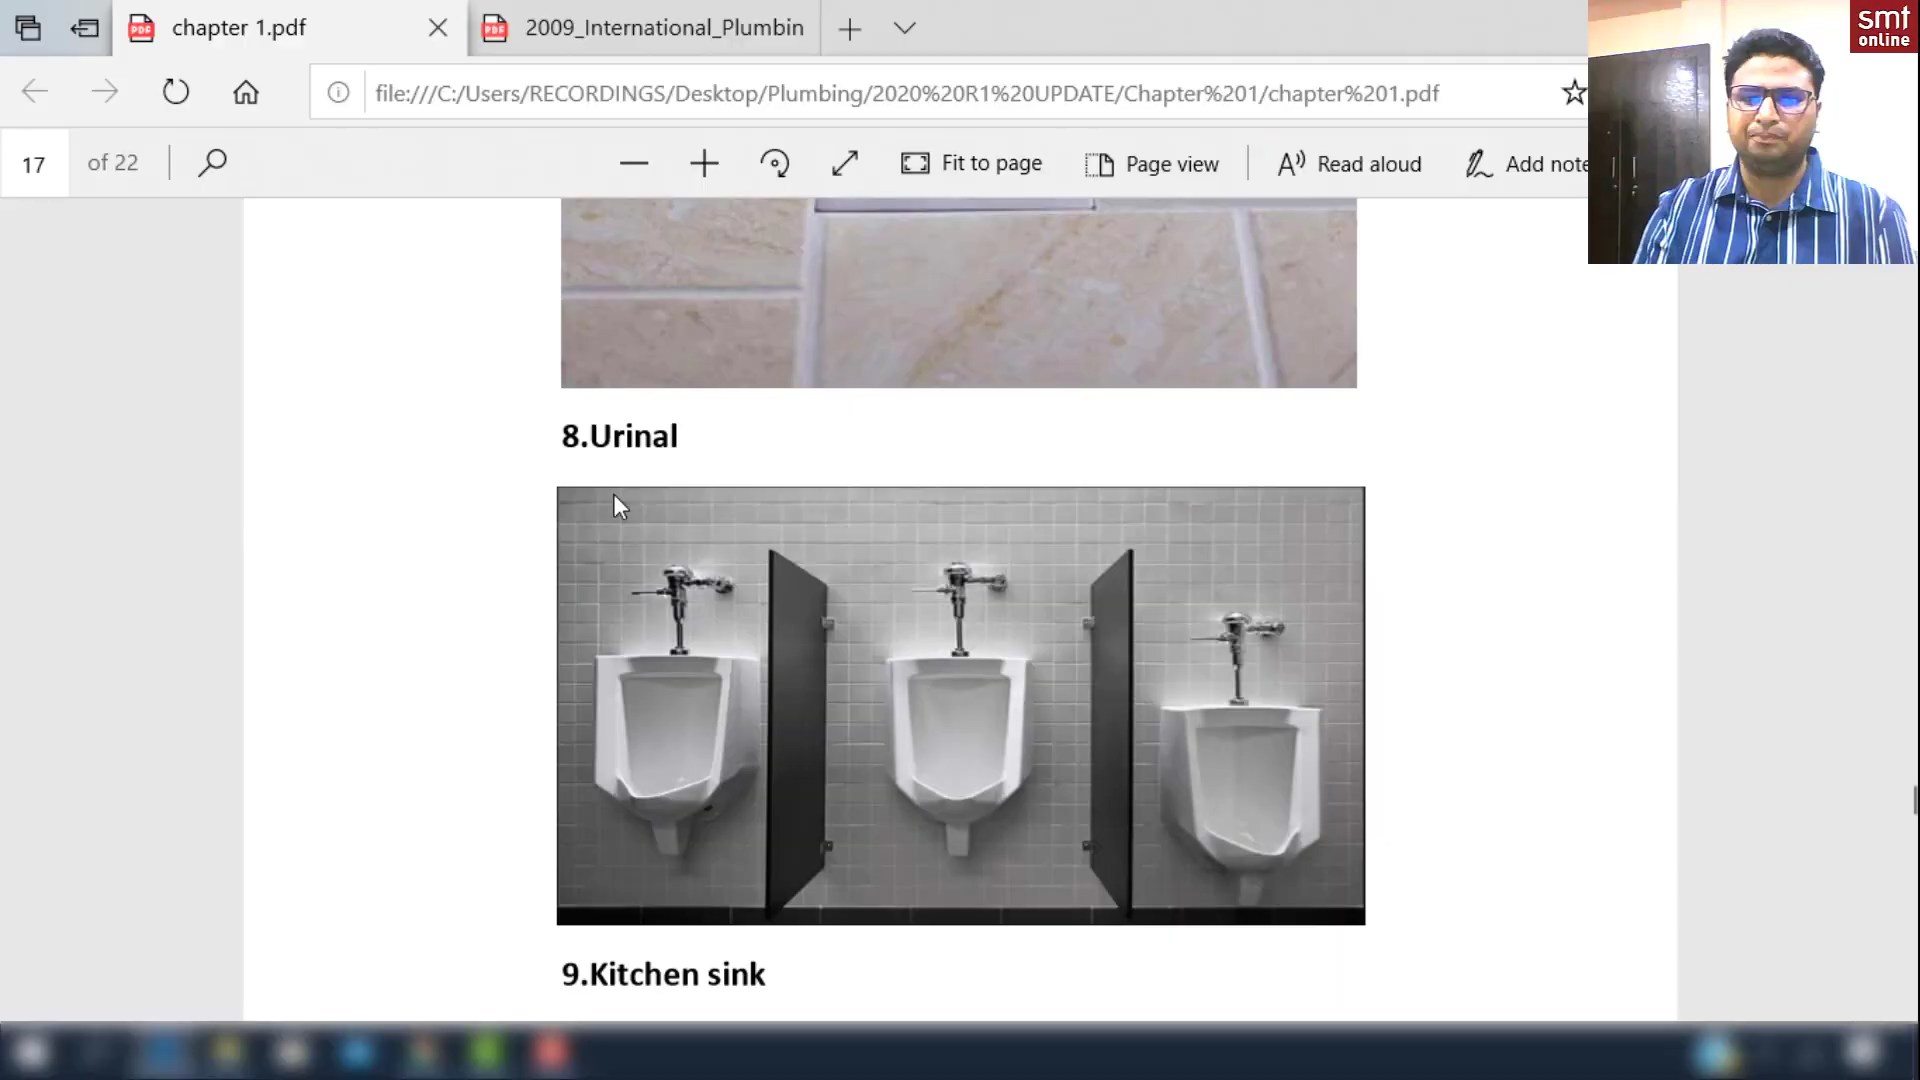 chapter 1.pdf
2009_International_Plumbin
smt
online
file:///C:/Users/RECORDINGS/Desktop/Plumbing/2020%20R1%20UPDATE/Chapter%201/chapter%201.pdf
17
of 22
Fit to page
Page view
Read aloud
Add note
8.Urinal
9.Kitchen sink